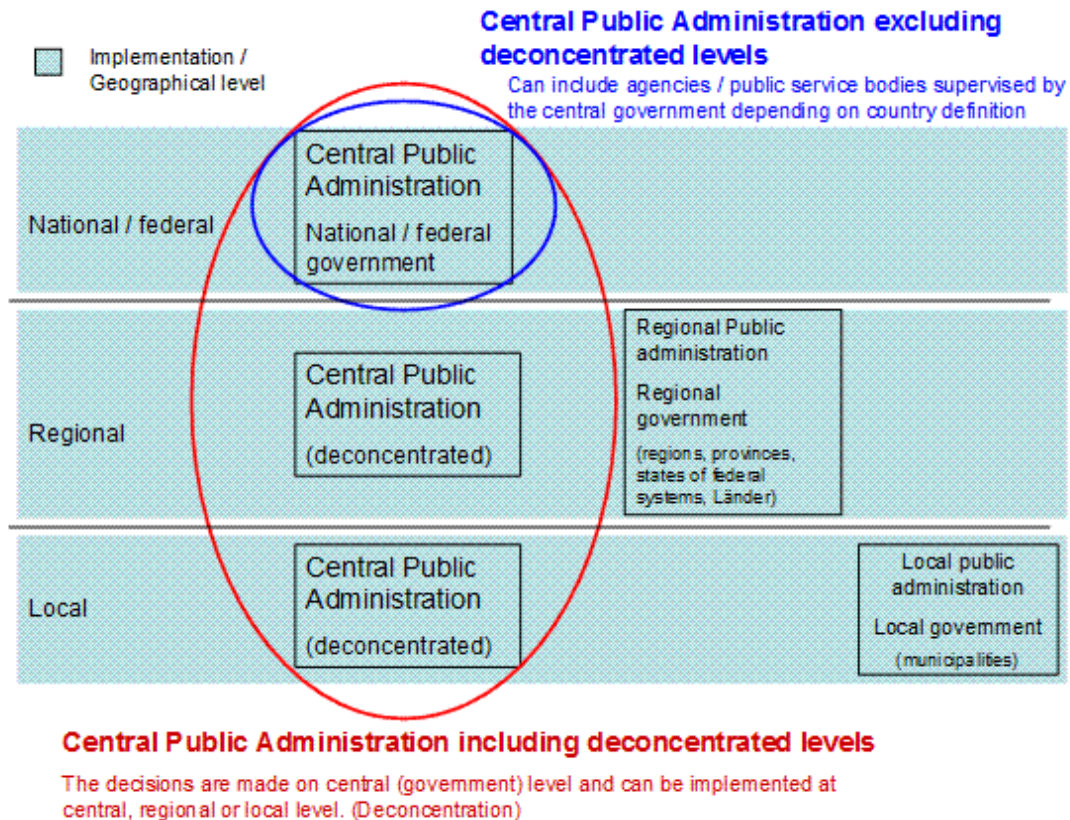 Central Public Administration excluding
deconcentrated levels
Can include agencies / public service bodies supervised by
the central government depending on country definition
Implementation /
Geographical level
National / federal
Central Public
Administration
National / federal
government
Regional
Central Public
Administration
(deconcentrated)
Regional Public
administration
Regional
government
(regions, provinces,
states of federal
systems, Länder)
Local
Central Public
Administration
(deconcentrated)
Local public
administration
Local government
(municipalities)
Central Public Administration including deconcentrated levels
The decisions are made on central (government) level and can be implemented at
central, regional or local level. (Deconcentration)